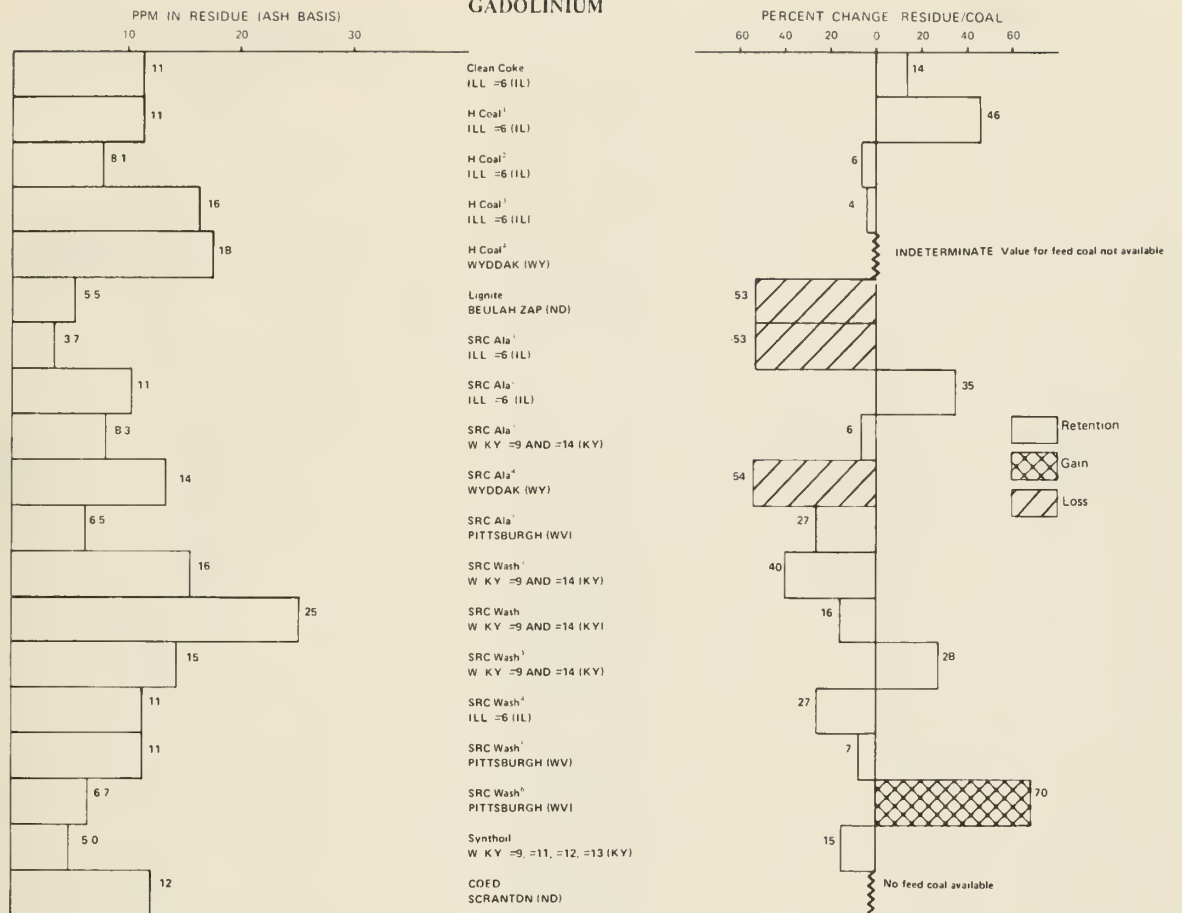 GADOLINIUM
PPM IN RESIDUE (ASH BASIS)
PERCENT CHANGE RESIDUE/COAL
10 20 30
60 40 20 0 20 40 60
11
Clean Coke
ILL =6 (IL)
14
11
H Coal¹
ILL =6 (IL)
46
8 1
H Coal²
ILL =6 (IL)
6
16
H Coal³
ILL =6 (IL)
4
18
H Coal⁴
WYDDAK (WY)
INDETERMINATE Value for feed coal not available
5 5
Lignite
BEULAH ZAP (ND)
53
3 7
SRC Ala
ILL =6 (IL)
53
11
SRC Ala
ILL =6 (IL)
35
8 3
SRC Ala
W KY =9 AND =14 (KY)
6
14
SRC Ala⁴
WYDDAK (WY)
54
6 5
SRC Ala
PITTSBURGH (WV)
27
16
SRC Wash
W KY =9 AND =14 (KY)
40
25
SRC Wash
W KY =9 AND =14 (KY)
16
15
SRC Wash³
W KY =9 AND =14 (KY)
28
11
SRC Wash⁴
ILL =6 (IL)
27
11
SRC Wash
PITTSBURGH (WV)
7
6 7
SRC Wash⁶
PITTSBURGH (WV)
70
5 0
Synthoil
W KY =9, =11, =12, =13 (KY)
15
12
COED
SCRANTON (ND)
No feed coal available
Retention
Gain
Loss